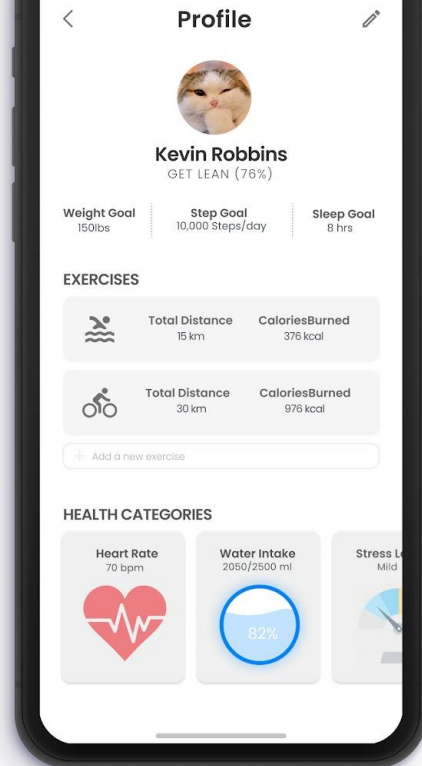 Profile
Kevin Robbins
GET LEAN (76%)
Weight Goal
150lbs
Step Goal
10,000 Steps/day
Sleep Goal
8 hrs
EXERCISES
Total Distance
15 km
CaloriesBurned
376 kcal
Total Distance
30 km
CaloriesBurned
976 kcal
Add a new exercise
HEALTH CATEGORIES
Heart Rate
70 bpm
Water Intake
2050/2500 ml
82%
Stress
Mild